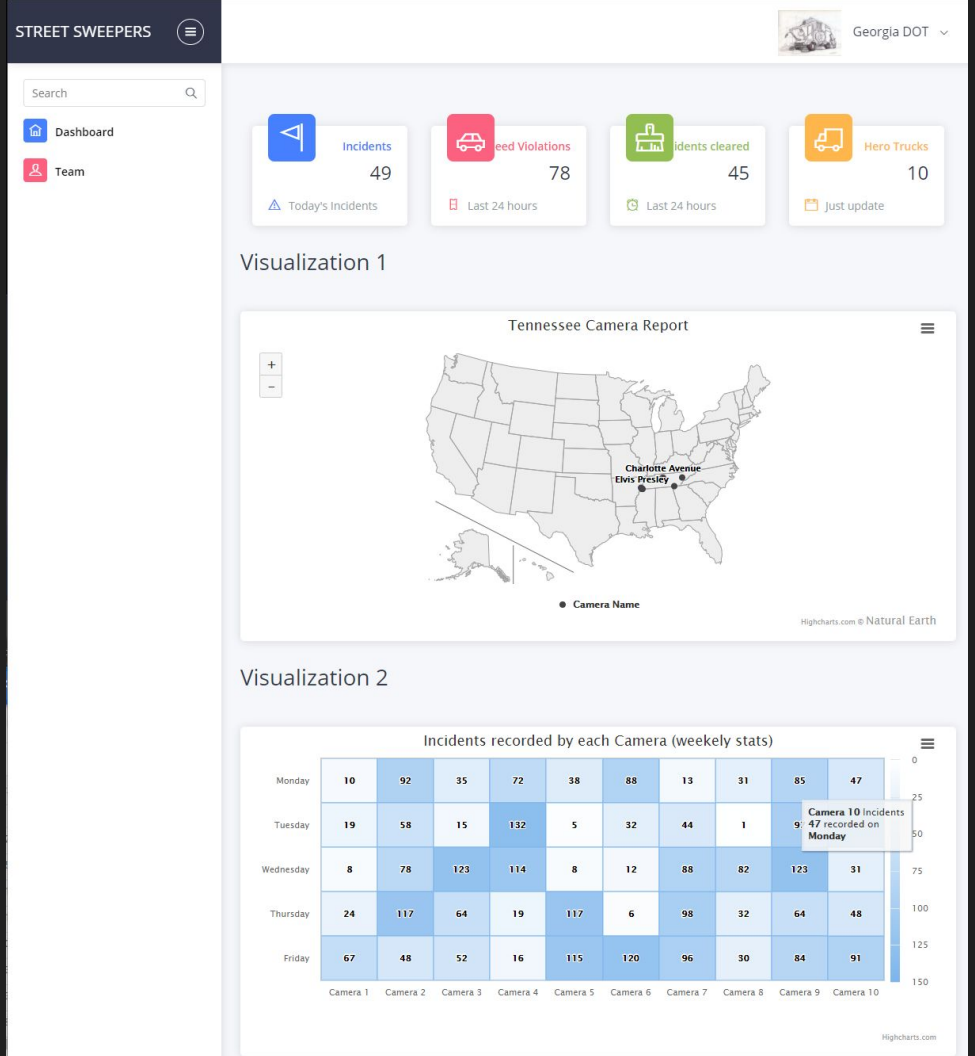 STREET SWEEPERS
Georgia DOT
Search
Dashboard
Team
Incidents
49
Today's Incidents
eed Violations
78
Last 24 hours
idents cleared
45
Last 24 hours
Hero Trucks
10
Just update
Visualization 1
Tennessee Camera Report
+
−
Charlotte Avenue
Elvis Presley
Camera Name
Highcharts.com © Natural Earth
Visualization 2
Incidents recorded by each Camera (weekely stats)
0
Monday 10 92 35 72 38 88 13 31 85 47
25
Camera 10 Incidents
47 recorded on
Monday
Tuesday 19 58 15 132 5 32 44 1
50
Wednesday 8 78 123 114 8 12 88 82 123 31
75
Thursday 24 117 64 19 117 6 98 32 64 48
100
125
Friday 67 48 52 16 115 120 96 30 84 91
150
Camera 1 Camera 2 Camera 3 Camera 4 Camera 5 Camera 6 Camera 7 Camera 8 Camera 9 Camera 10
Highcharts.com